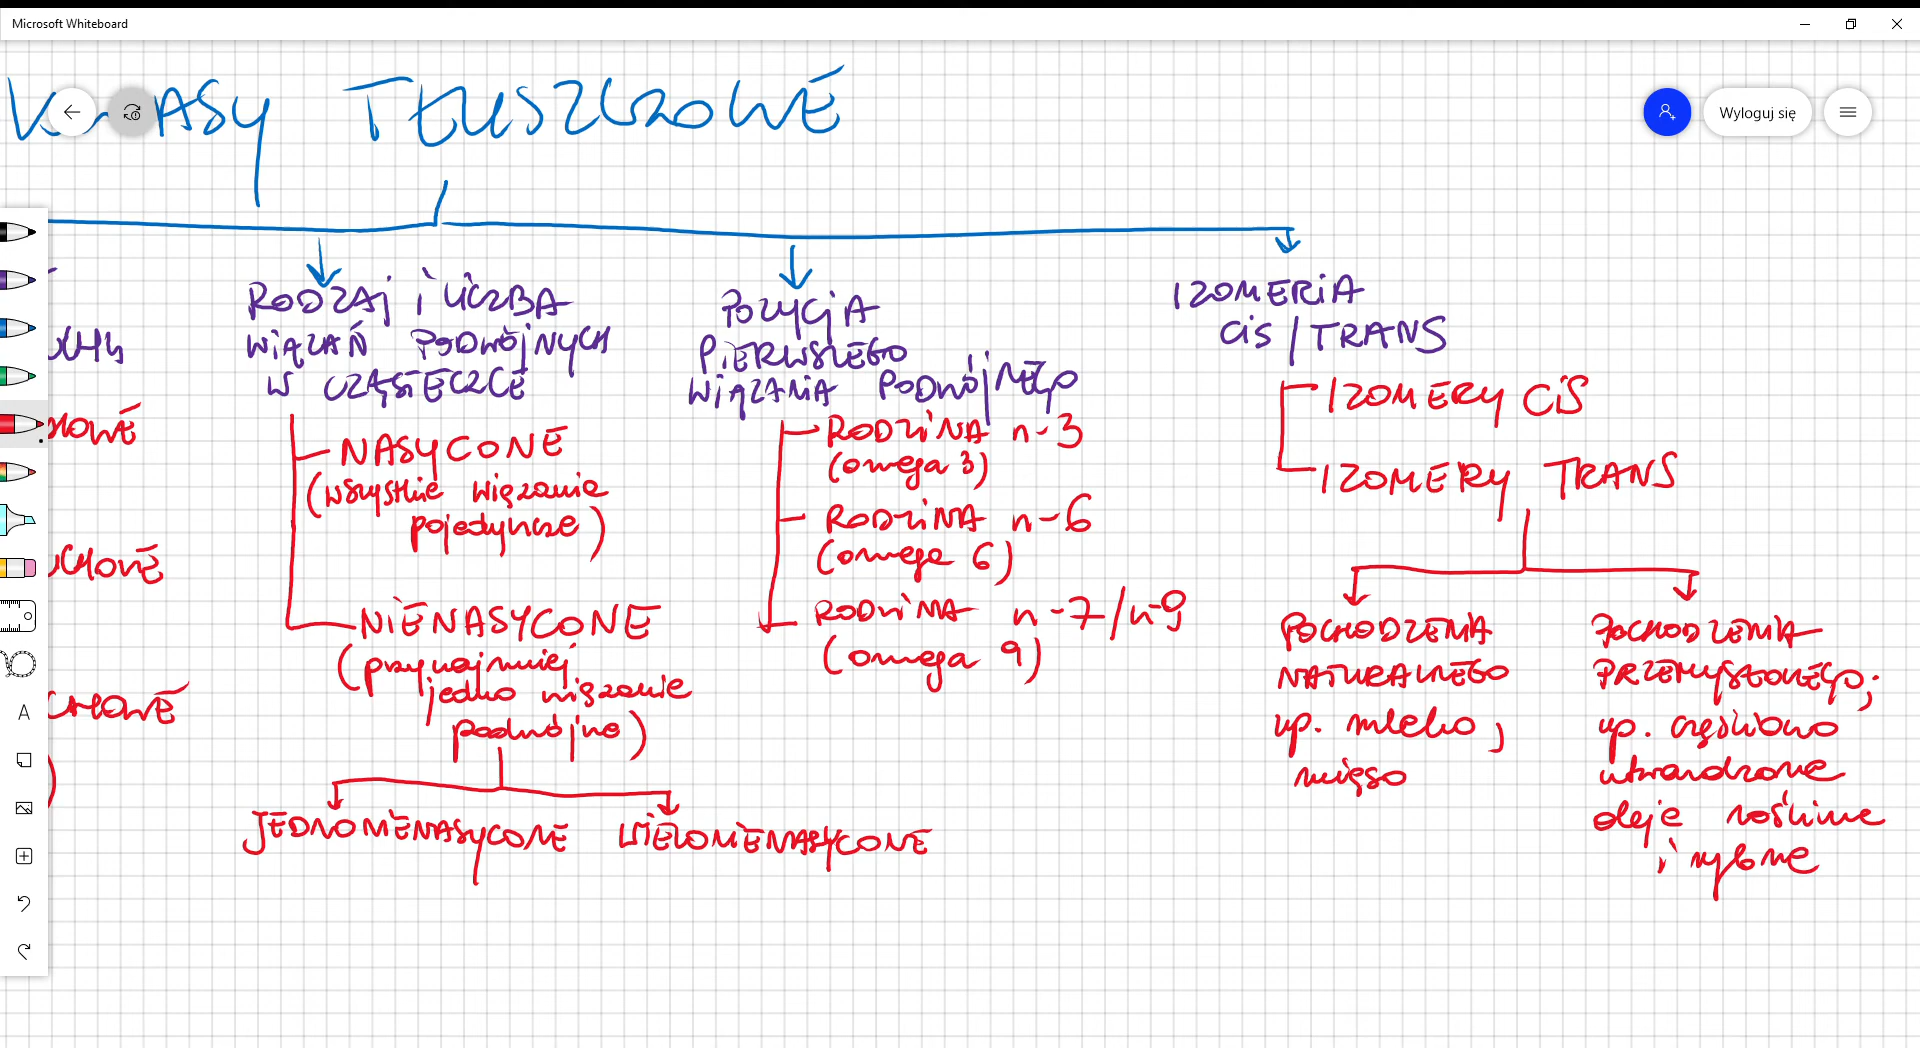 Microsoft Whiteboard
KWASY TŁUSZCZOWE
Wyloguj się
RODZAJ i LICZBA
WIĄZAŃ PODWÓJNYCH
W CZĄSTECZCE
NASYCONE
(wszystkie wiązania
pojedyncze)
NIENASYCONE
(przynajmniej
jedno wiązanie
podwójne)
JEDNONIENASYCONE
WIELONIENASYCONE
POZYCJA
PIERWSZEGO
WIĄZANIA PODWÓJNEGO
RODZINA n-3
(omega 3)
RODZINA n-6
(omega 6)
RODZINA n-7/n-9
(omega 9)
IZOMERIA
CIS/TRANS
IZOMERY CIS
IZOMERY TRANS
POCHODZENIA
NATURALNEGO
np. mleko,
mięso
POCHODZENIA
PRZEMYSŁOWEGO;
np. częściowo
utwardzone
oleje roślinne
i rybne
A